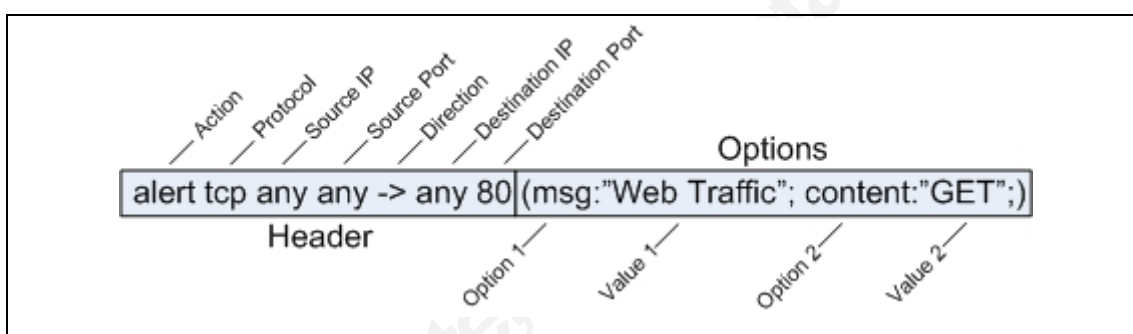 Action
Protocol
Source IP
Source Port
Direction
Destination IP
Destination Port
Options
alert tcp any any -> any 80 (msg:”Web Traffic”; content:”GET”;)
Header
Option 1
Value 1
Option 2
Value 2